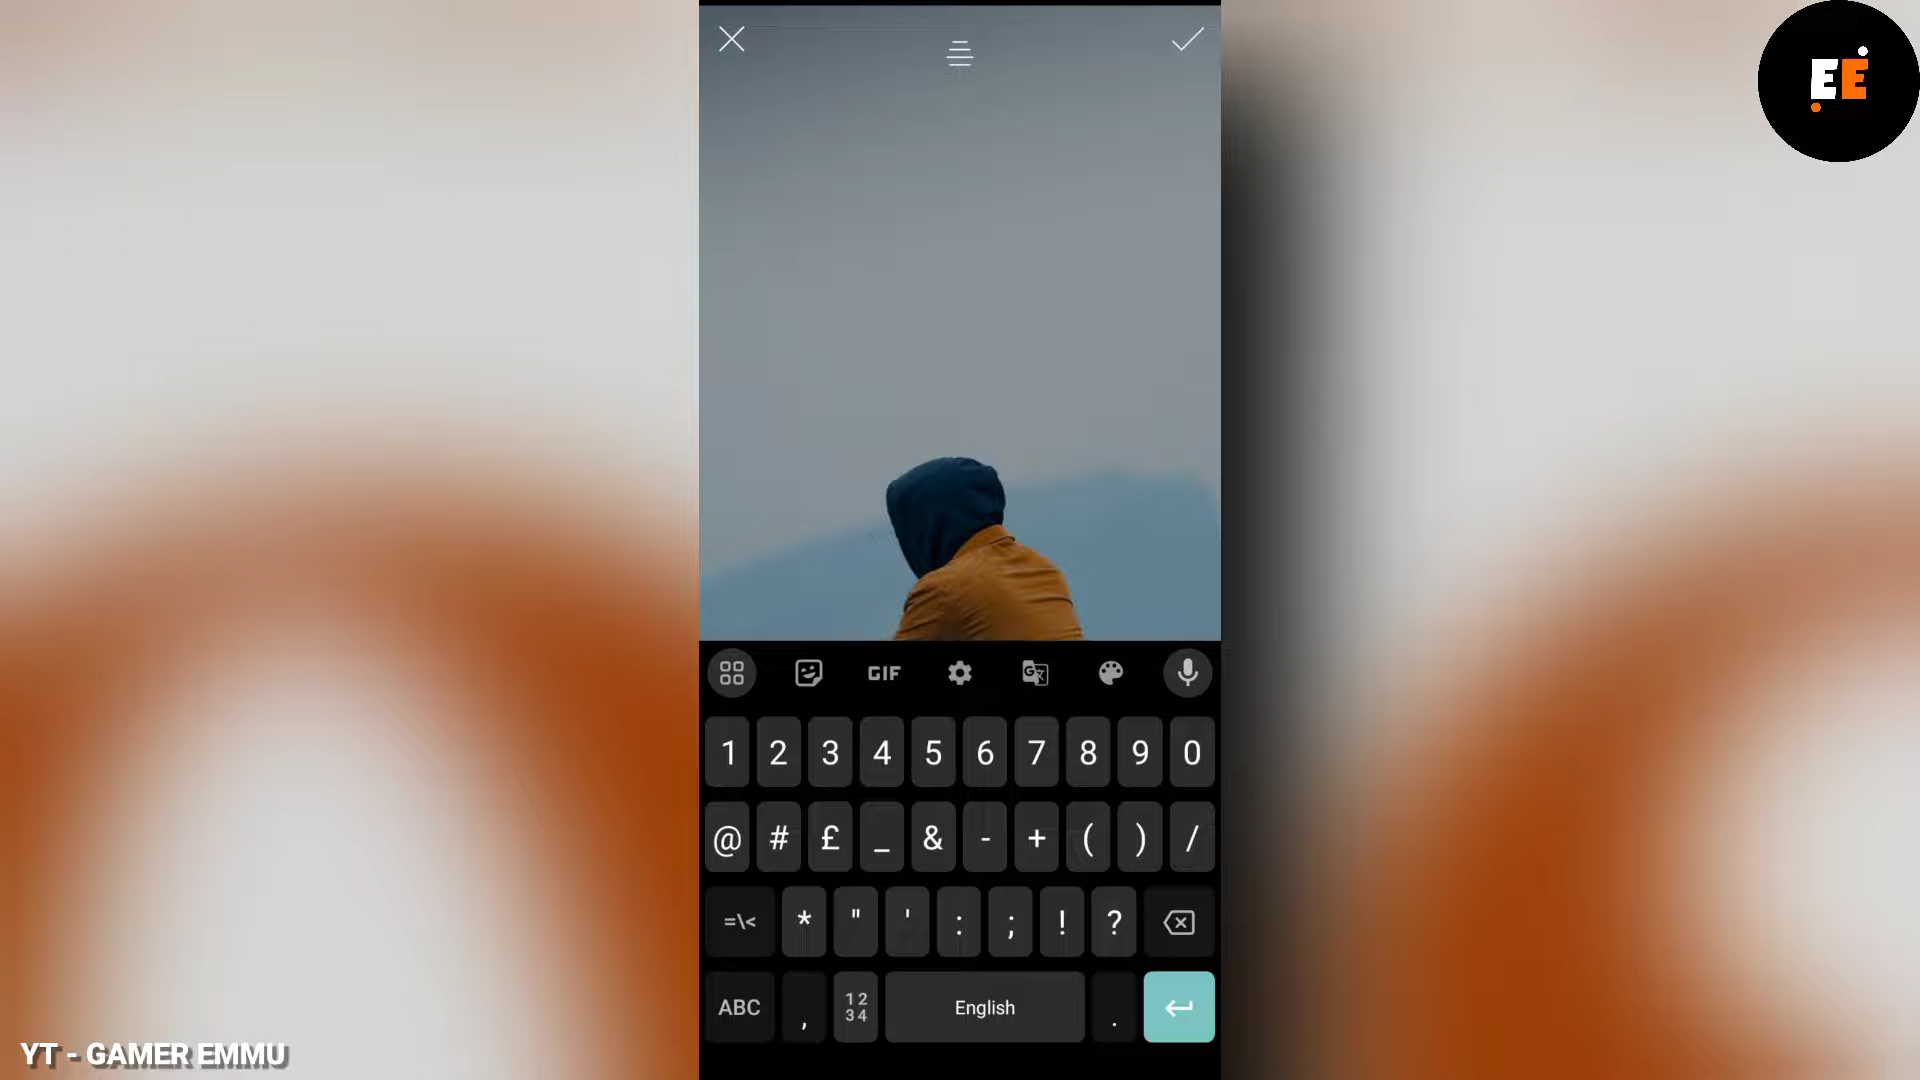 EE
GIF
1 2 3 4 5 6 7 8 9 0
@ # £ _ & - + ( ) /
=\< * " ' : ; ! ?
ABC , 12 34 English .
YT - GAMER EMMU